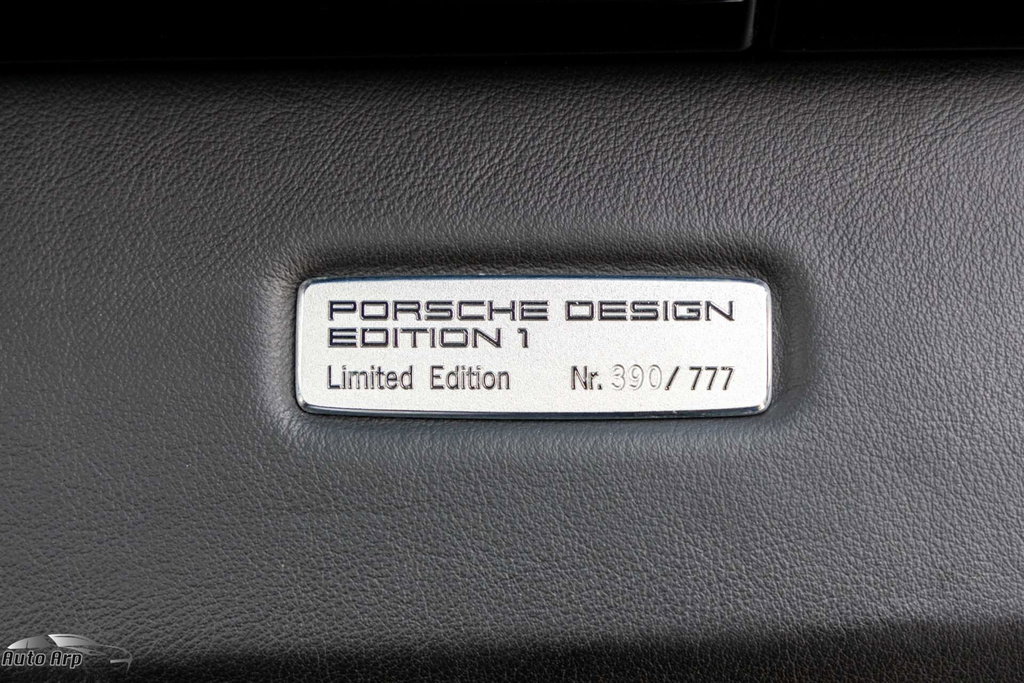 PORSCHE DESIGN
EDITION 1
Limited Edition Nr. 390/777
Auto Arp